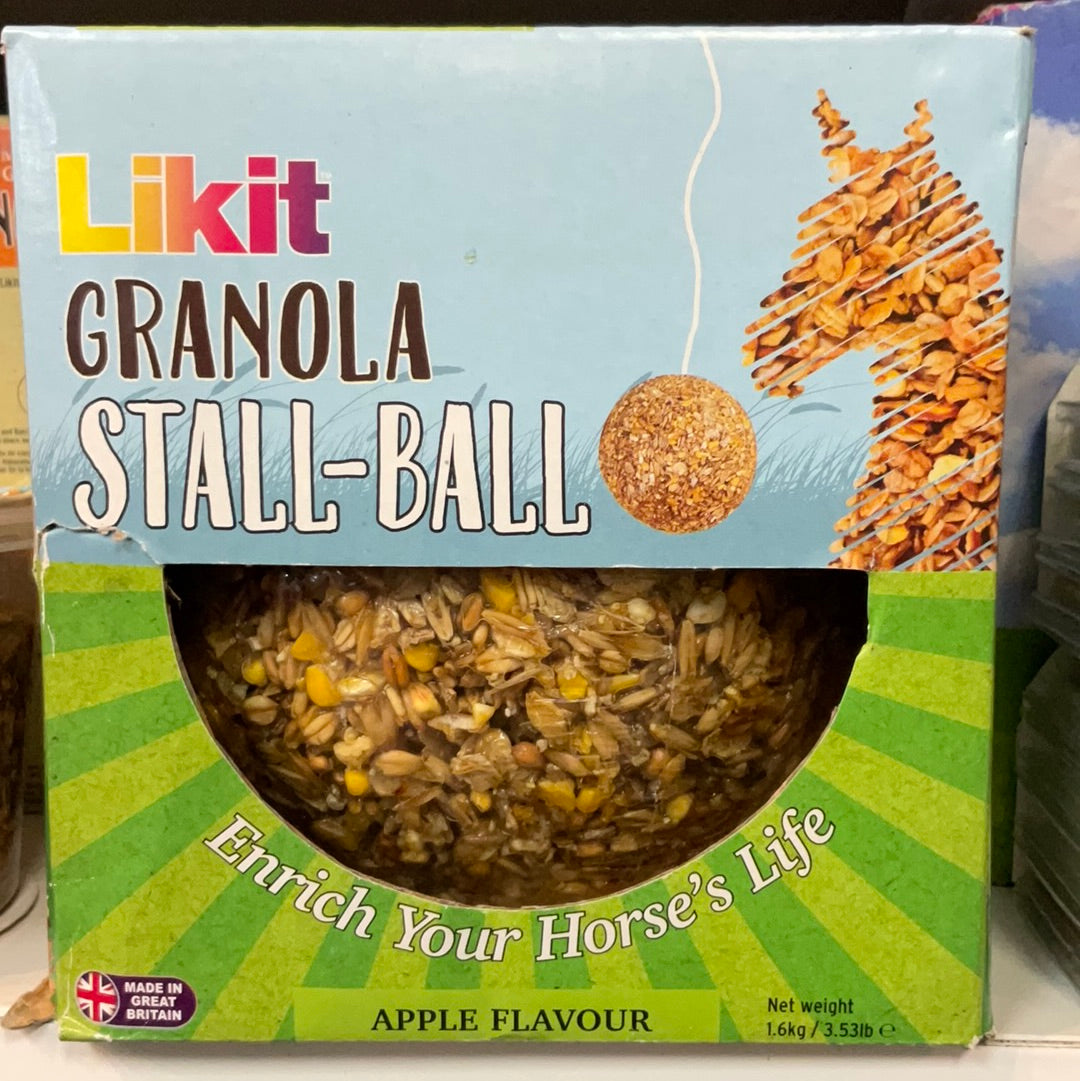 Likit
GRANOLA
STALL-BALL
Enrich Your Horse's Life
MADE IN
GREAT
BRITAIN
APPLE FLAVOUR
Net weight
1.6kg / 3.53lb ℮